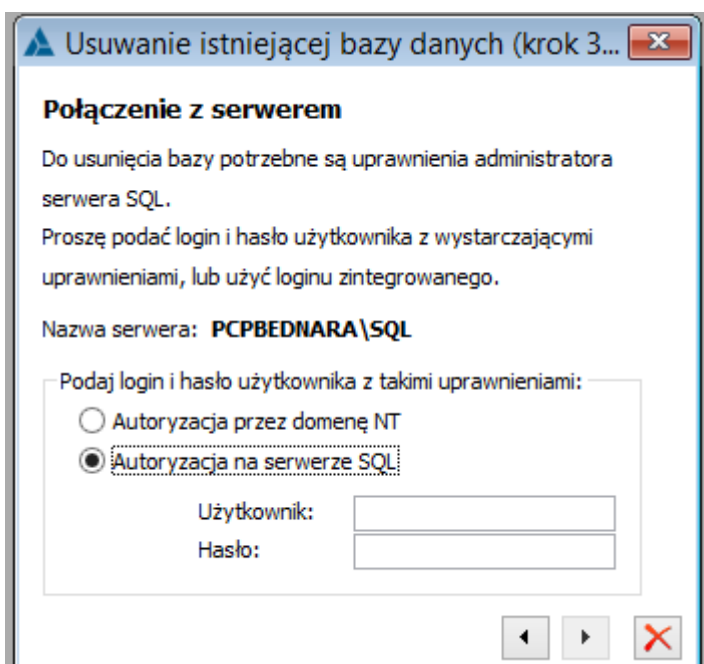 Usuwanie istniejącej bazy danych (krok 3...
Połączenie z serwerem
Do usunięcia bazy potrzebne są uprawnienia administratora
serwera SQL.
Proszę podać login i hasło użytkownika z wystarczającymi
uprawnieniami, lub użyć loginu zintegrowanego.
Nazwa serwera: PCPBEDNARA\SQL
Podaj login i hasło użytkownika z takimi uprawnieniami:
Autoryzacja przez domenę NT
Autoryzacja na serwerze SQL
Użytkownik:
Hasło: